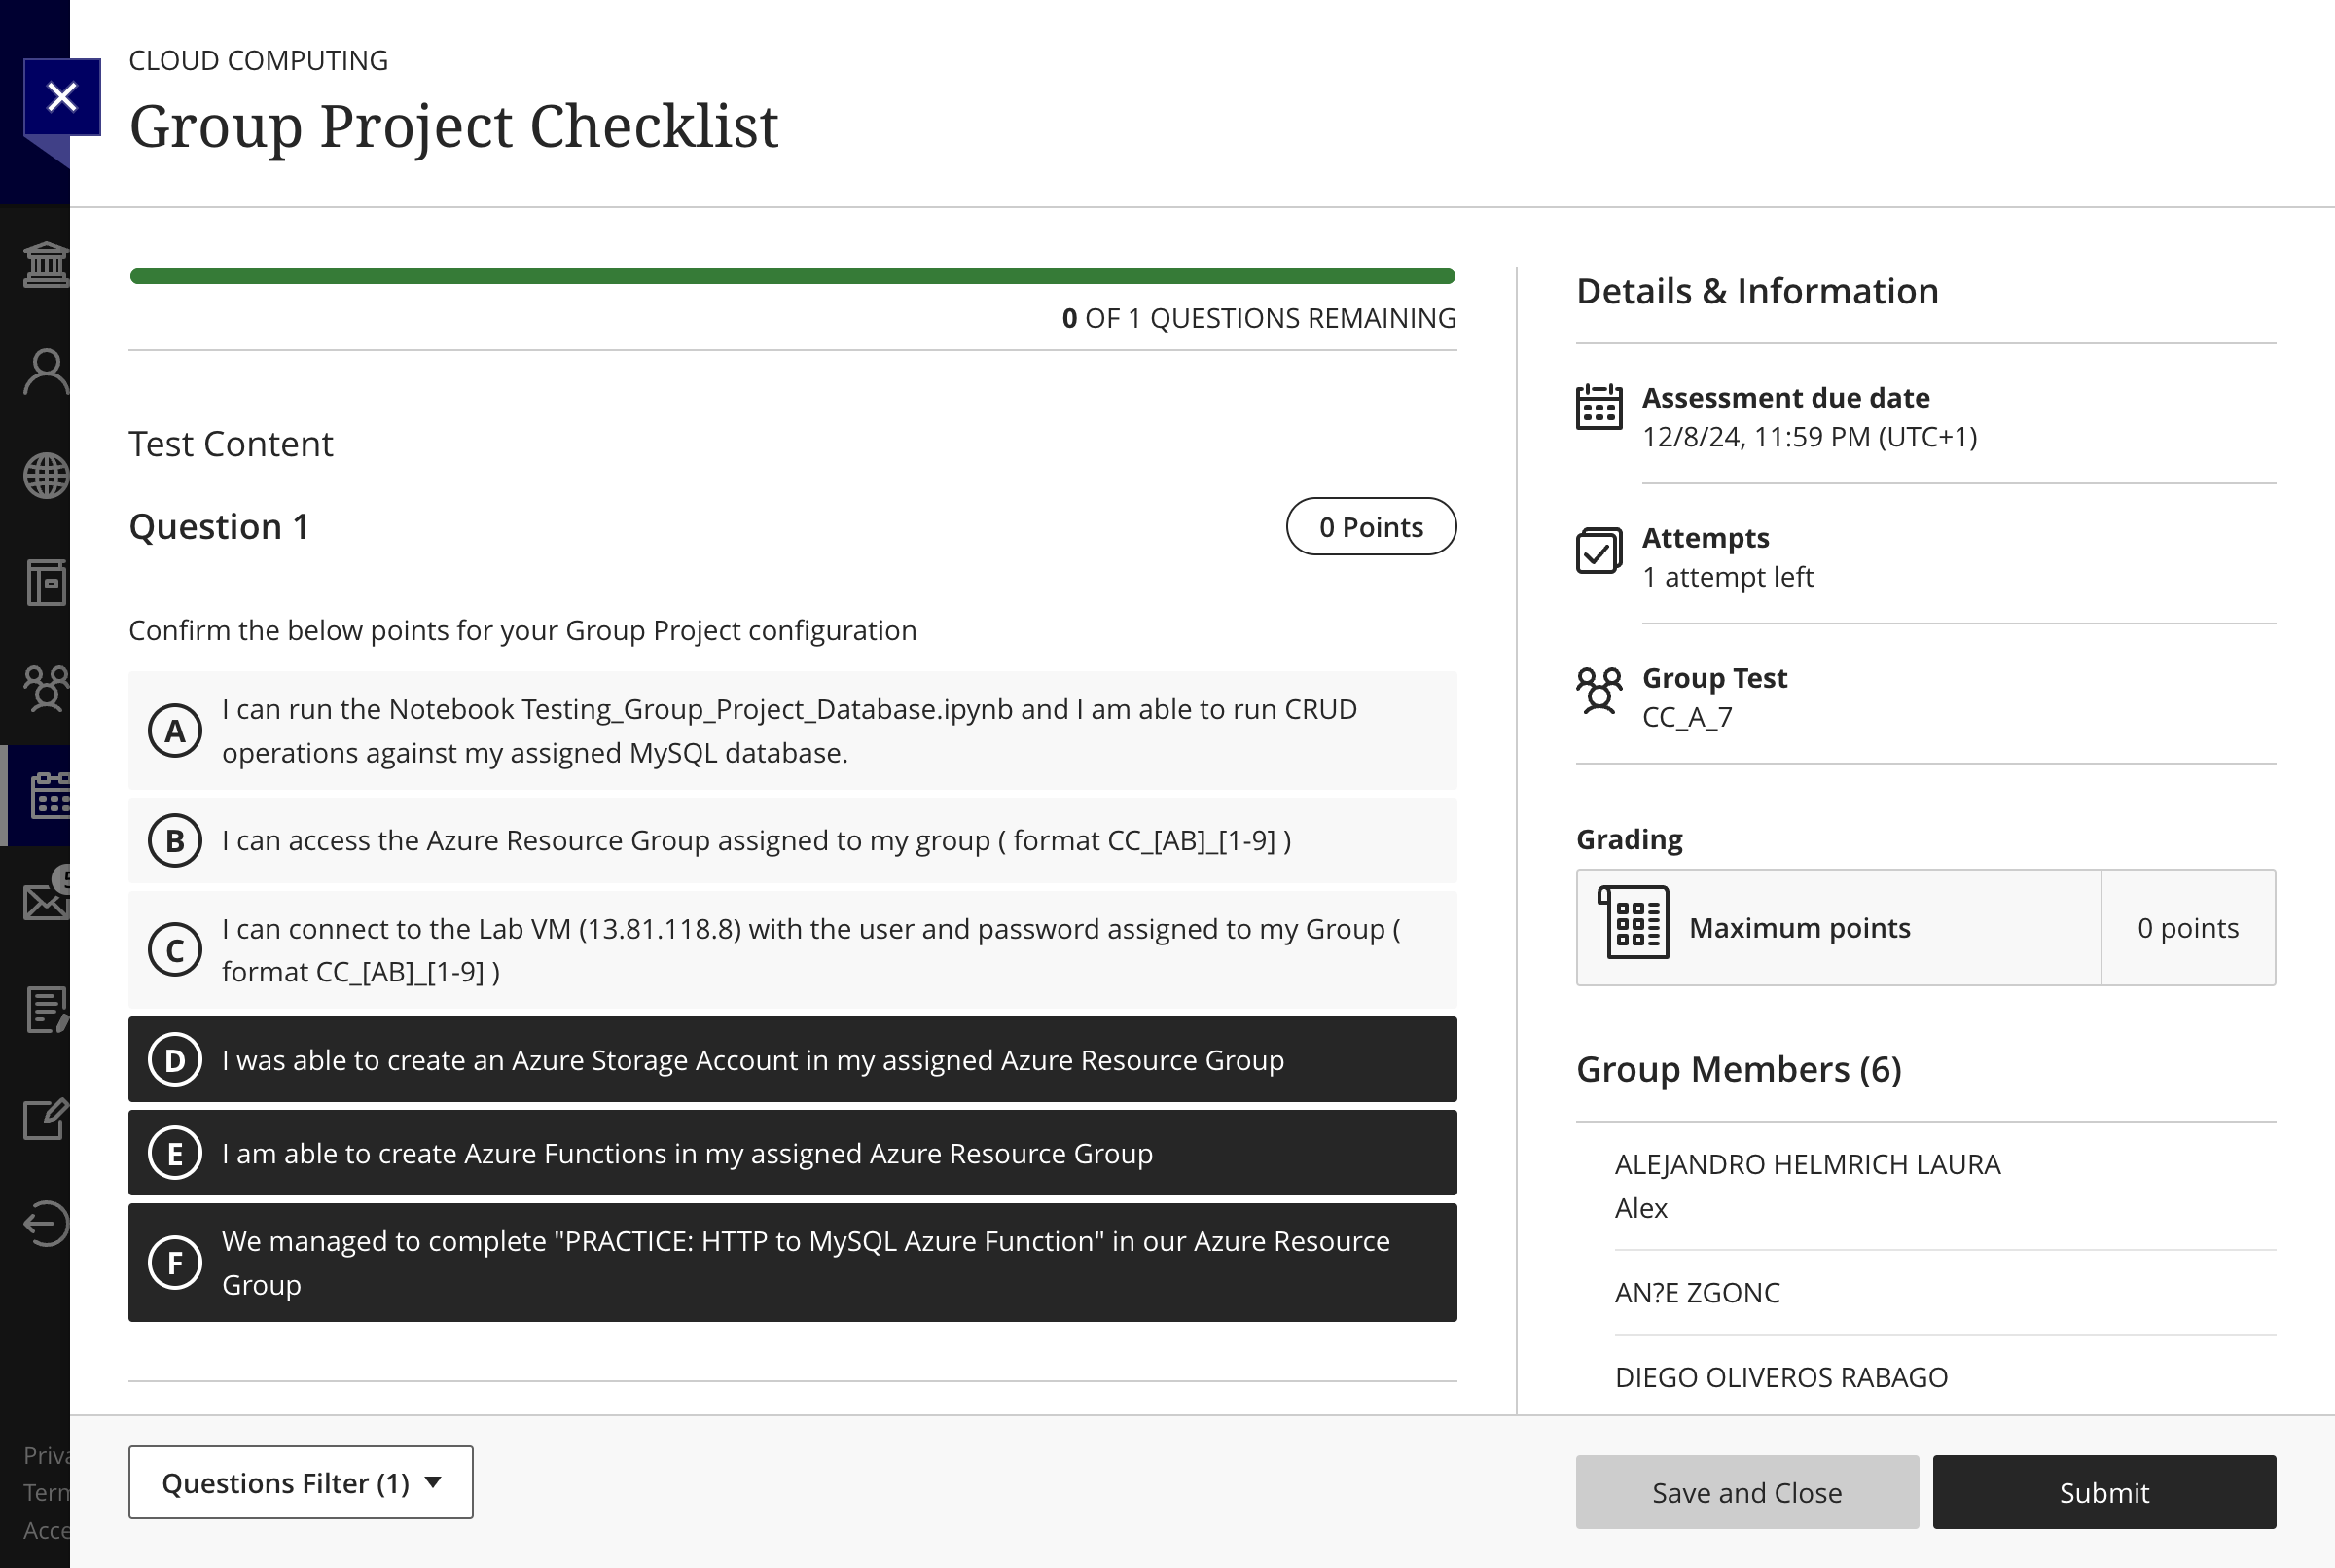 CLOUD COMPUTING
Group Project Checklist
0 OF 1 QUESTIONS REMAINING
Test Content
Question 1
0 Points
Confirm the below points for your Group Project configuration
A
I can run the Notebook Testing_Group_Project_Database.ipynb and I am able to run CRUD
operations against my assigned MySQL database.
B
I can access the Azure Resource Group assigned to my group ( format CC_[AB]_[1-9] )
C
I can connect to the Lab VM (13.81.118.8) with the user and password assigned to my Group (
format CC_[AB]_[1-9] )
D
I was able to create an Azure Storage Account in my assigned Azure Resource Group
E
I am able to create Azure Functions in my assigned Azure Resource Group
F
We managed to complete "PRACTICE: HTTP to MySQL Azure Function" in our Azure Resource
Group
Questions Filter (1)
Details & Information
Assessment due date
12/8/24, 11:59 PM (UTC+1)
Attempts
1 attempt left
Group Test
CC_A_7
Grading
Maximum points
0 points
Group Members (6)
ALEJANDRO HELMRICH LAURA
Alex
AN?E ZGONC
DIEGO OLIVEROS RABAGO
Save and Close
Submit